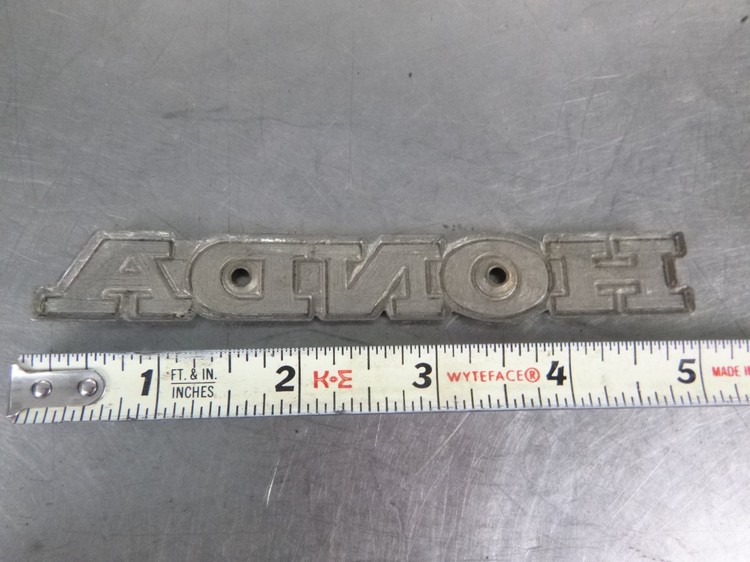 HONDA
1 FT. & IN. INCHES 2 K•E 3 WYTEFACE® 4 5 MADE IN